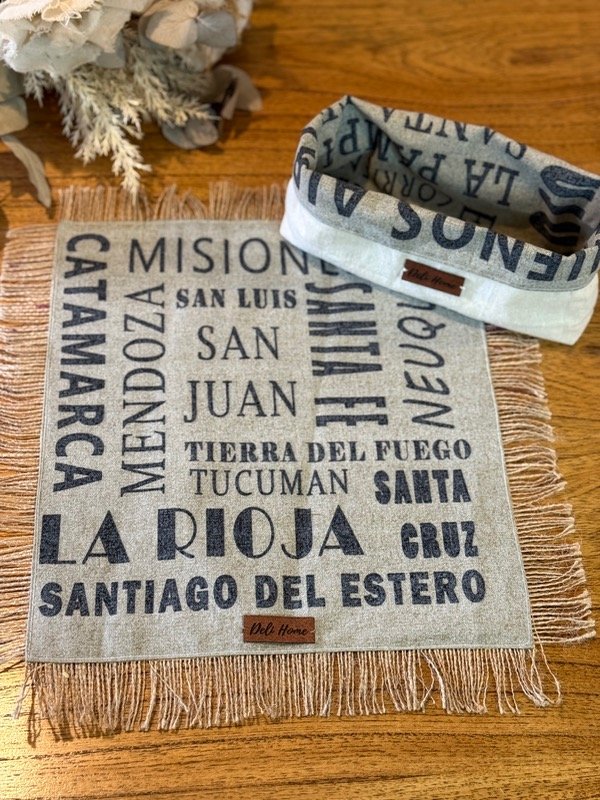 CATAMARCA
MISIONE
MENDOZA
SAN LUIS
SAN
JUAN
SANTA FE
NEUQU
TIERRA DEL FUEGO
TUCUMAN
SANTA
CRUZ
LA RIOJA
SANTIAGO DEL ESTERO
Deli Home
BUENOS AI
LA PAMP
SANTA
Deli Home